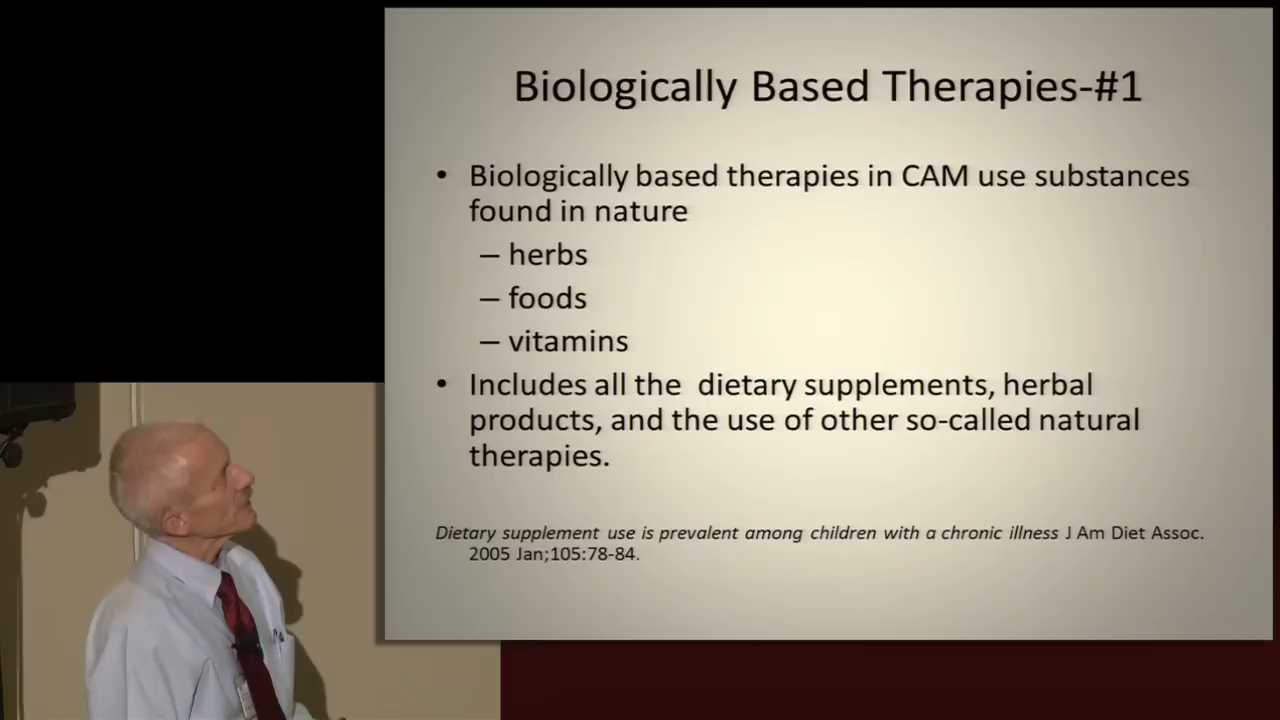 Biologically Based Therapies-#1
• Biologically based therapies in CAM use substances
found in nature
– herbs
– foods
– vitamins
• Includes all the  dietary supplements, herbal
products, and the use of other so-called natural
therapies.
Dietary supplement use is prevalent among children with a chronic illness J Am Diet Assoc.
2005 Jan;105:78-84.